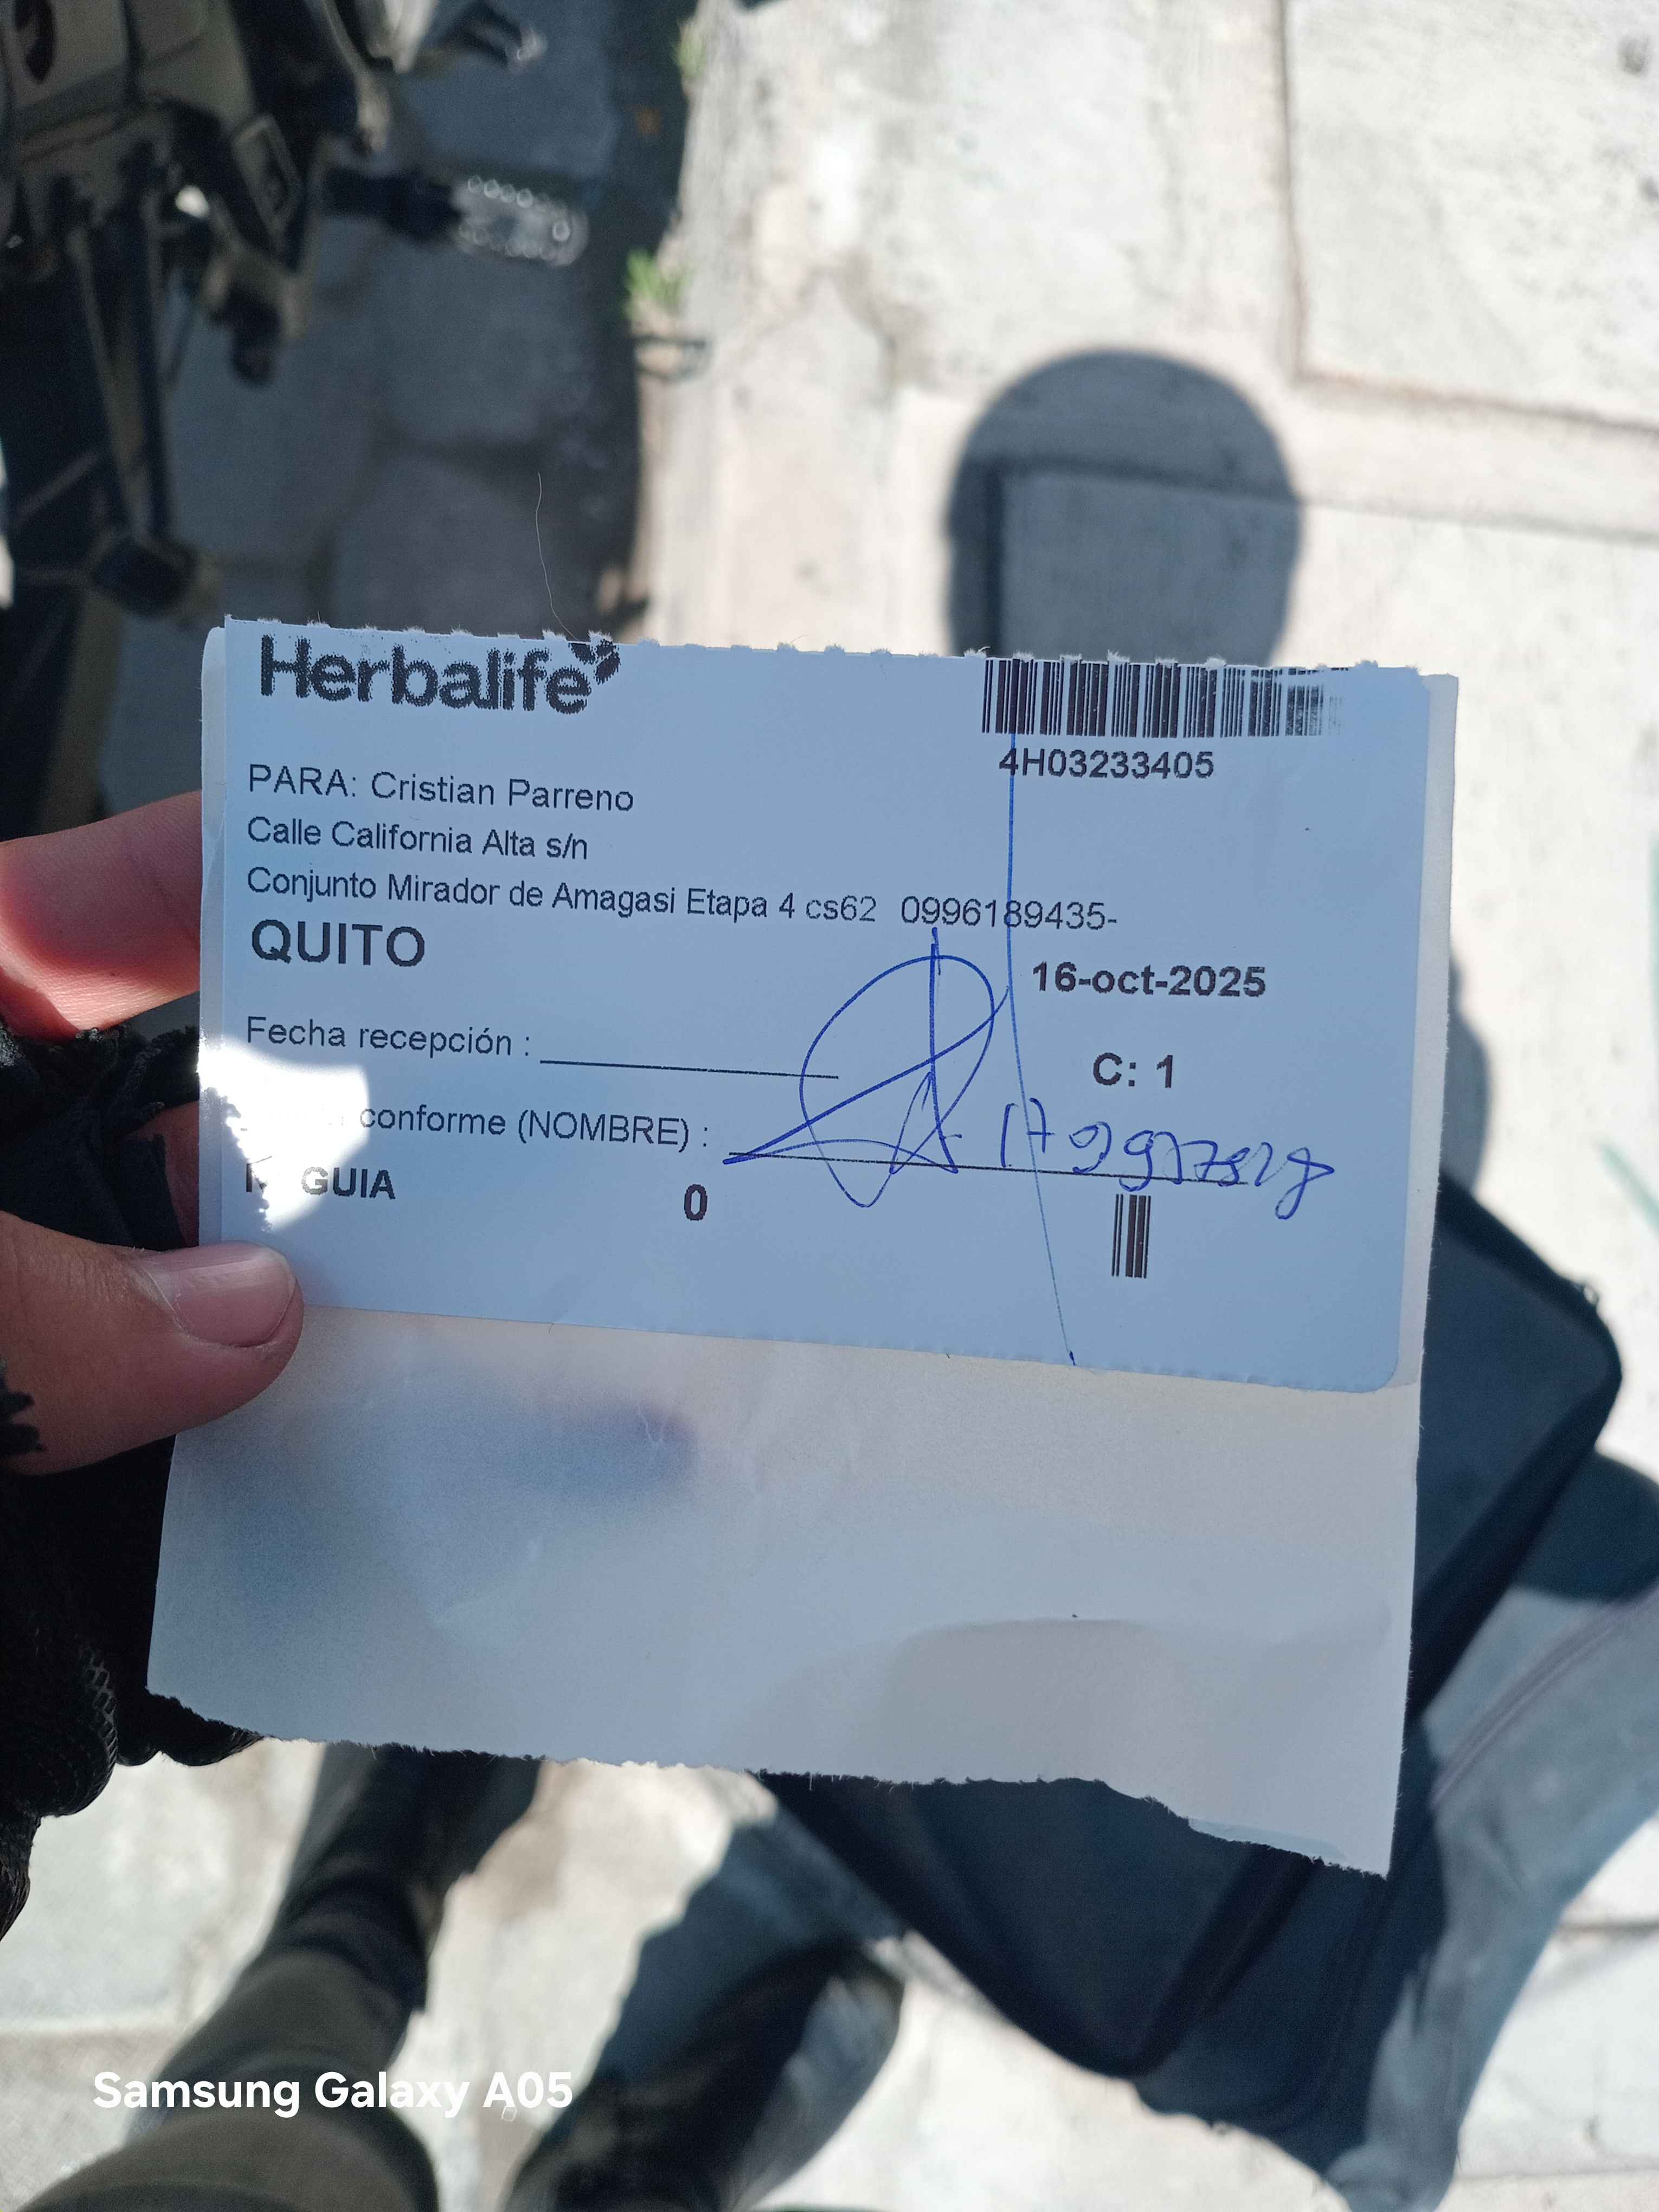 Herbalife
4H03233405
PARA: Cristian Parreno
Calle California Alta s/n
Conjunto Mirador de Amagasi Etapa 4 cs62 0996189435-
QUITO
16-oct-2025
Fecha recepción :
C: 1
conforme (NOMBRE) :
GUIA
0
Samsung Galaxy A05